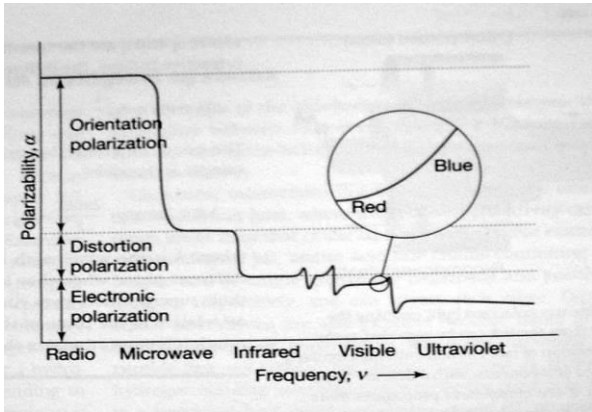 Polarizability, α
Orientation
polarization
Distortion
polarization
Electronic
polarization
Red
Blue
Radio Microwave Infrared Visible Ultraviolet
Frequency, ν